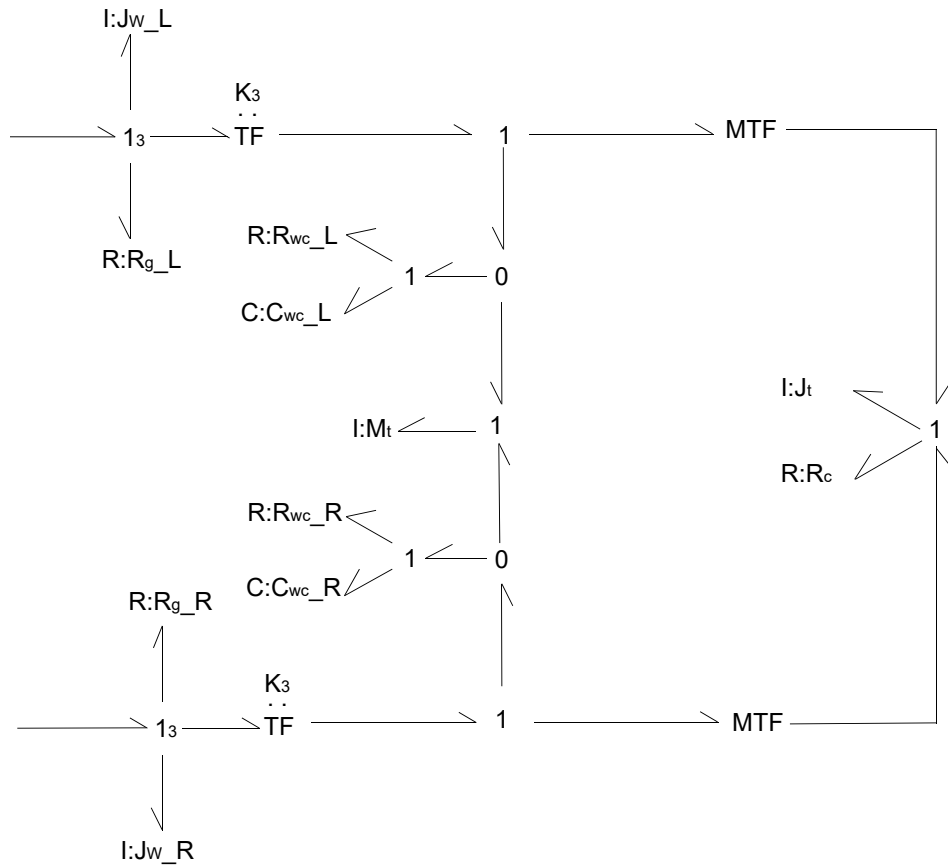 I:Jw_L
K3
13 TF 1 MTF
R:Rg_L
R:Rwc_L
1 0
C:Cwc_L
I:Jt
I:Mt 1 1
R:Rc
R:Rwc_R
1 0
C:Cwc_R
R:Rg_R
K3
13 TF 1 MTF
I:Jw_R